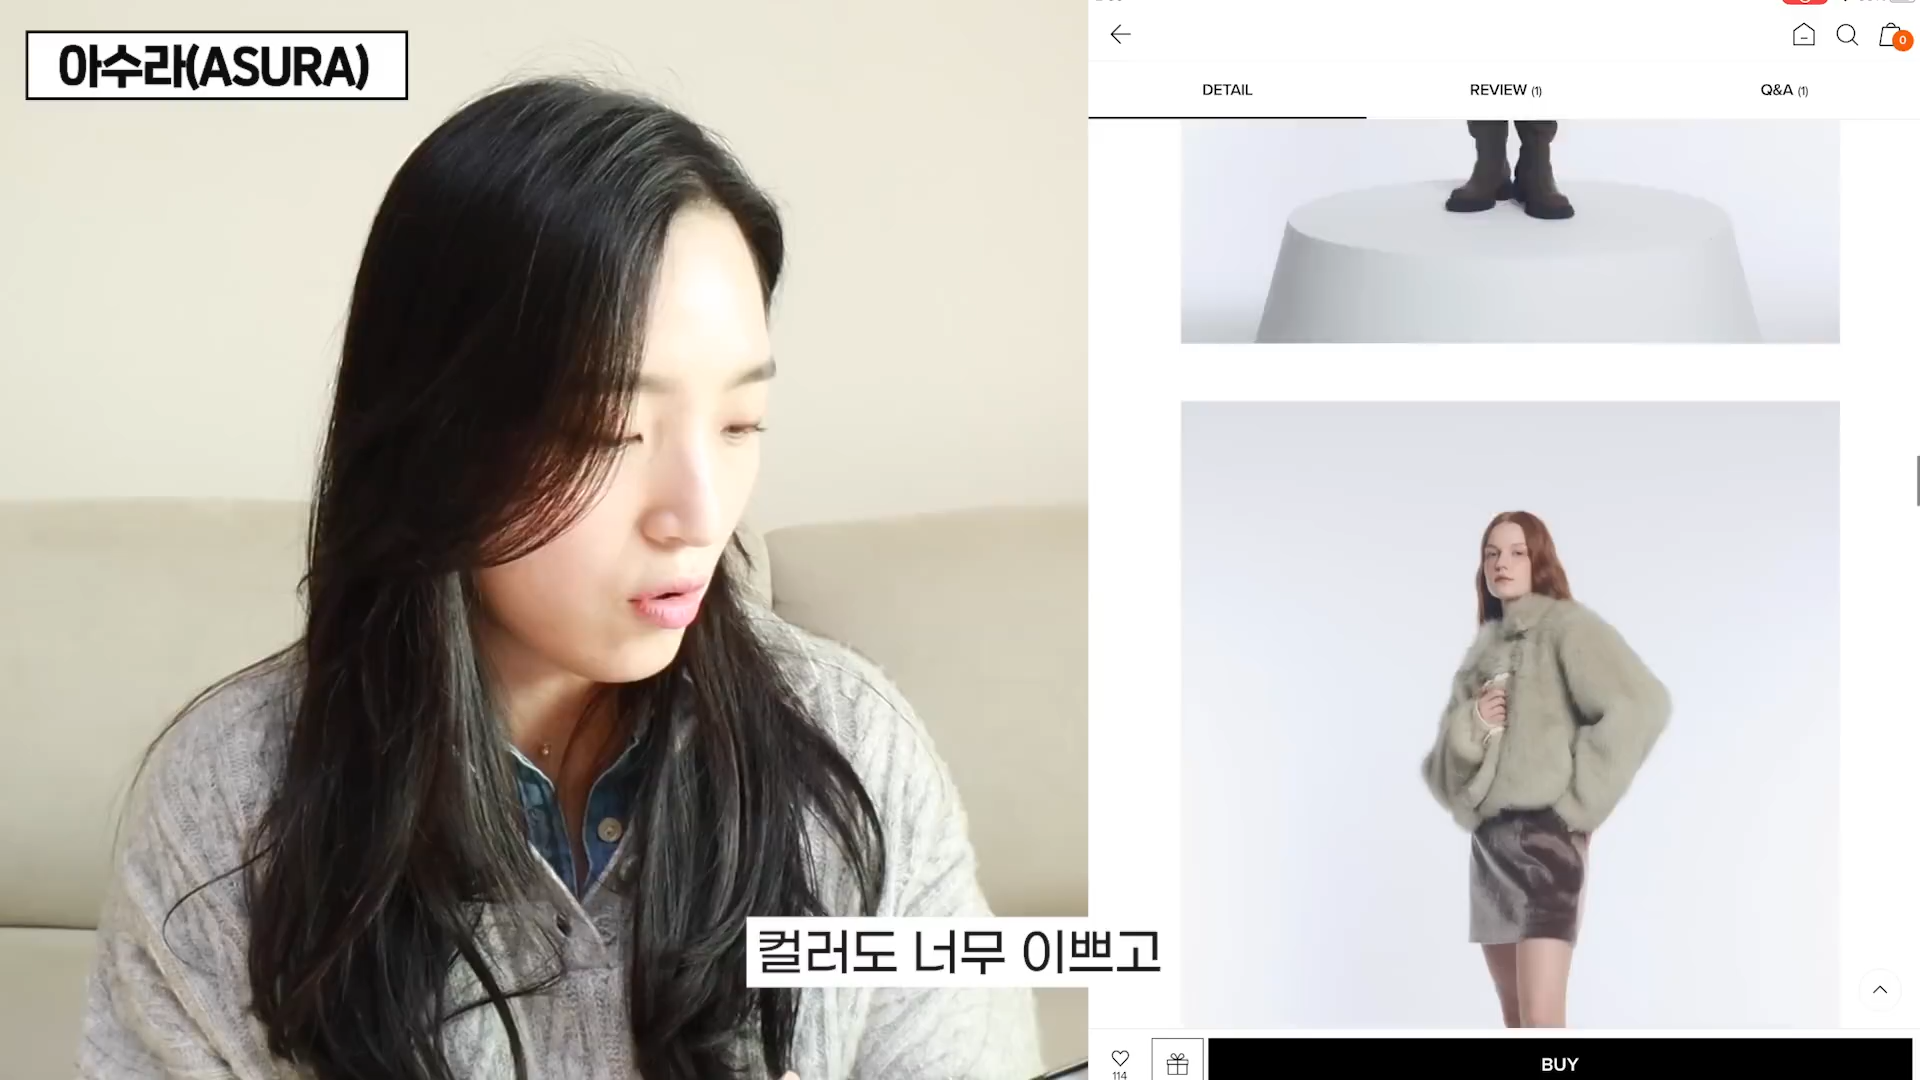 아수라(ASURA)
0
DETAIL
REVIEW (1)
Q&A (1)
컬러도 너무 이쁘고
114
BUY